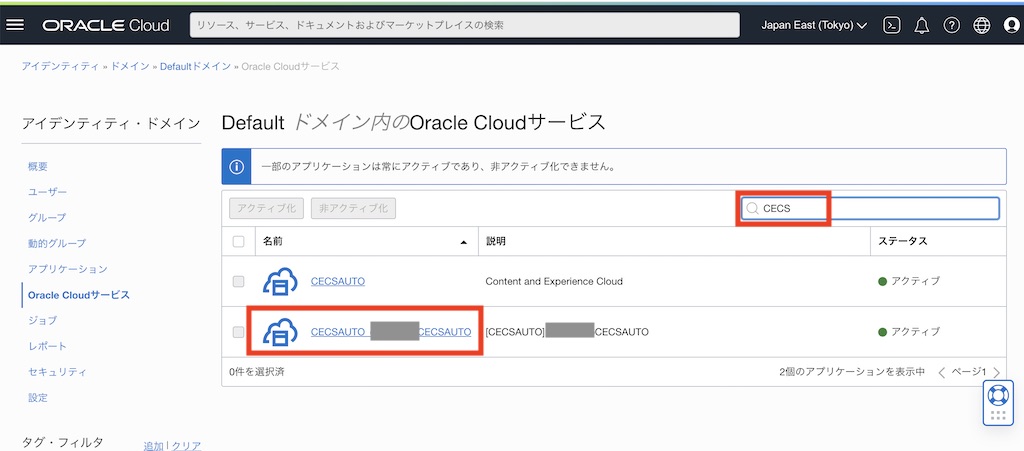 ORACLE Cloud
リソース、サービス、ドキュメントおよびマーケットプレイスの検索
Japan East (Tokyo)
アイデンティティ » ドメイン » Defaultドメイン » Oracle Cloudサービス
アイデンティティ・ドメイン
概要
ユーザー
グループ
動的グループ
アプリケーション
Oracle Cloudサービス
ジョブ
レポート
セキュリティ
設定
タグ・フィルタ 追加 | クリア
Default ドメイン内のOracle Cloudサービス
一部のアプリケーションは常にアクティブであり、非アクティブ化できません。
アクティブ化 非アクティブ化 CECS
名前 説明 ステータス
CECSAUTO Content and Experience Cloud アクティブ
CECSAUTO CECSAUTO [CECSAUTO] CECSAUTO アクティブ
0件を選択済 2個のアプリケーションを表示中 ページ1